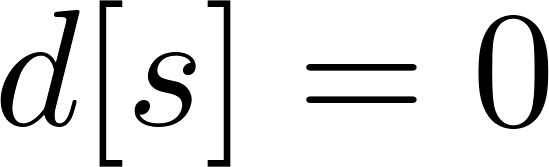 d[s] = 0